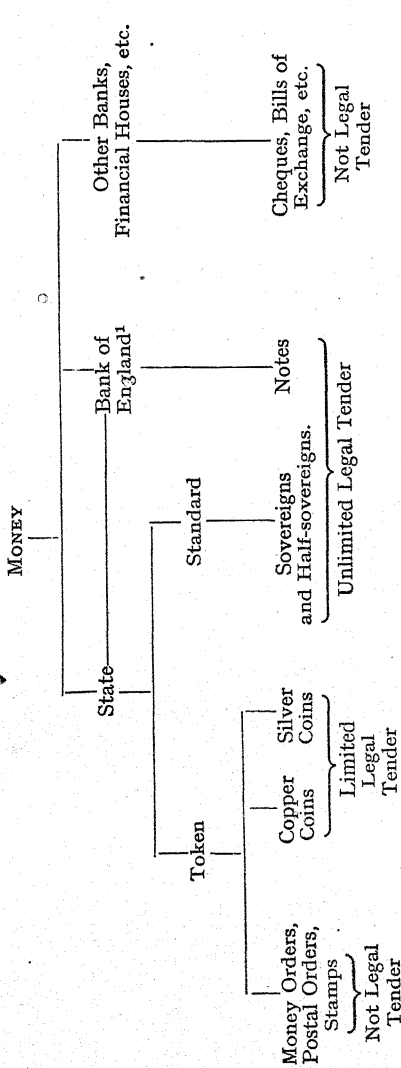 MONEY
State
Bank of
England¹
Other Banks,
Financial Houses, etc.
Token
Standard
Money Orders,
Postal Orders,
Stamps
Copper
Coins
Silver
Coins
Sovereigns
and Half-sovereigns.
Notes
Cheques, Bills of
Exchange, etc.
Not Legal
Tender
Limited
Legal
Tender
Unlimited Legal Tender
Not Legal
Tender